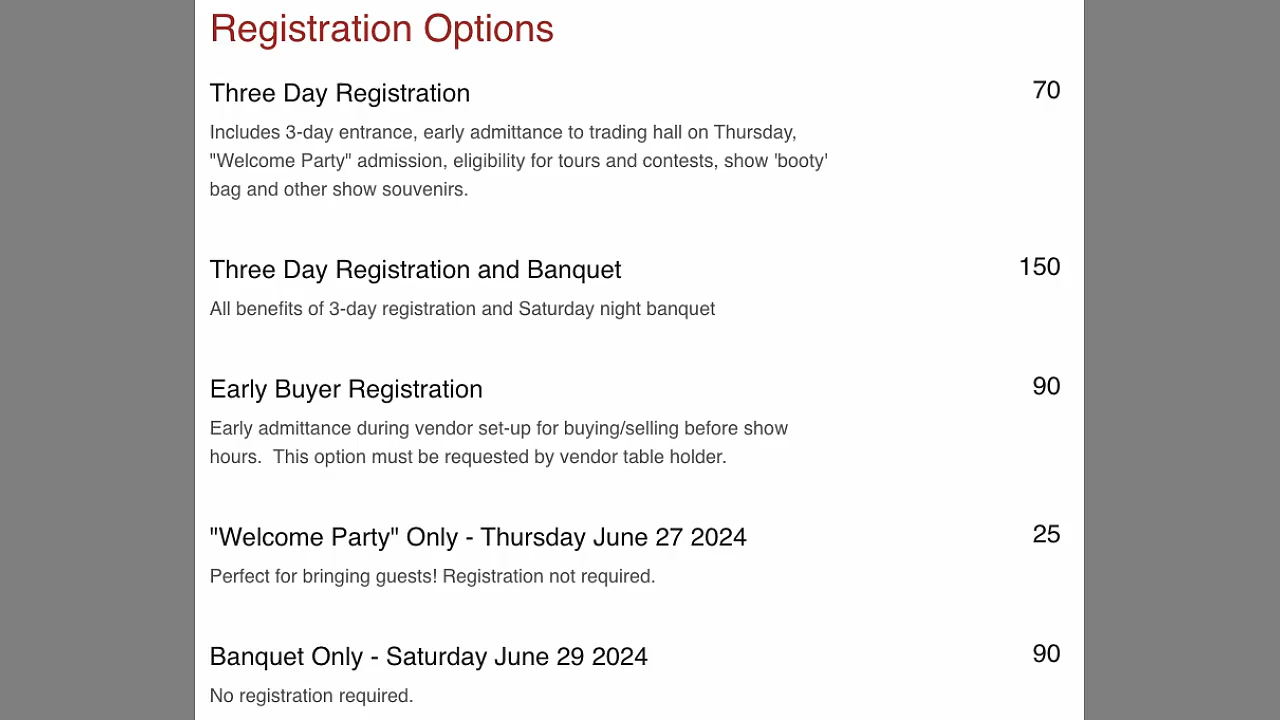 Registration Options
Three Day Registration 70
Includes 3-day entrance, early admittance to trading hall on Thursday,
"Welcome Party" admission, eligibility for tours and contests, show 'booty'
bag and other show souvenirs.
Three Day Registration and Banquet 150
All benefits of 3-day registration and Saturday night banquet
Early Buyer Registration 90
Early admittance during vendor set-up for buying/selling before show
hours.  This option must be requested by vendor table holder.
"Welcome Party" Only - Thursday June 27 2024 25
Perfect for bringing guests! Registration not required.
Banquet Only - Saturday June 29 2024 90
No registration required.